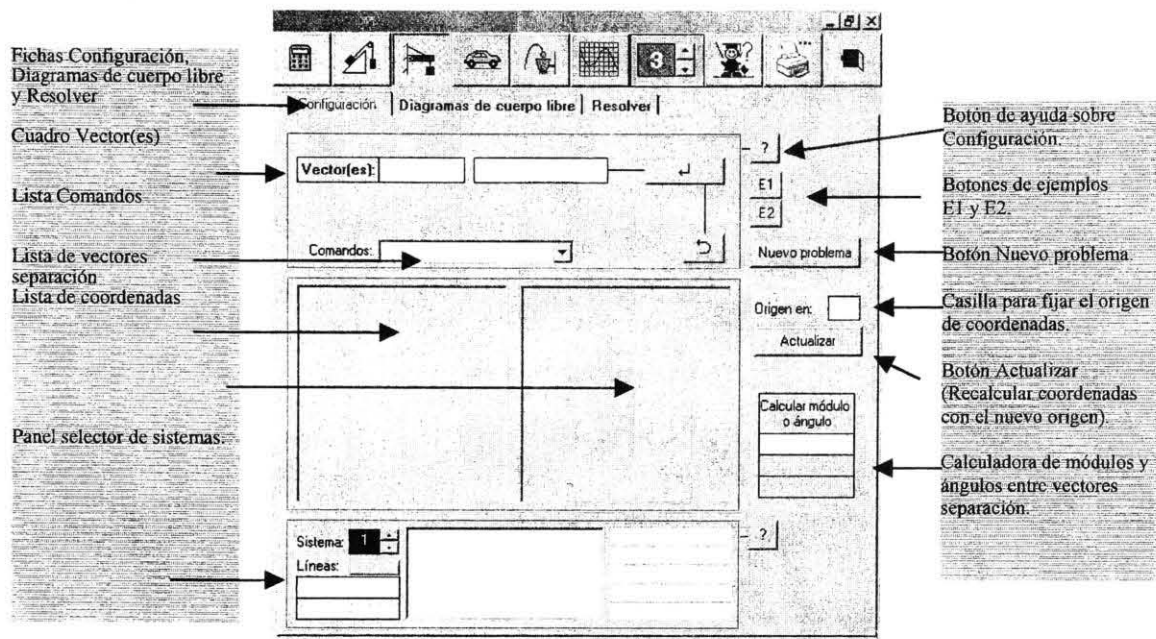 Fichas Configuración,
Diagramas de cuerpo libre
y Resolver
Cuadro Vector(es)
Lista Comandos
Lista de vectores
separación
Lista de coordenadas
Panel selector de sistemas.
3
Configuración
Diagramas de cuerpo libre
Resolver
Vector(es):
?
E1
E2
Comandos:
Nuevo problema
Origen en:
Actualizar
Calcular módulo
o ángulo
Sistema: 1
Líneas:
?
Botón de ayuda sobre
Configuración.
Botones de ejemplos
E1 y E2.
Botón Nuevo problema.
Casilla para fijar el origen
de coordenadas.
Botón Actualizar
(Recalcular coordenadas
con el nuevo origen).
Calculadora de módulos y
ángulos entre vectores
separación.